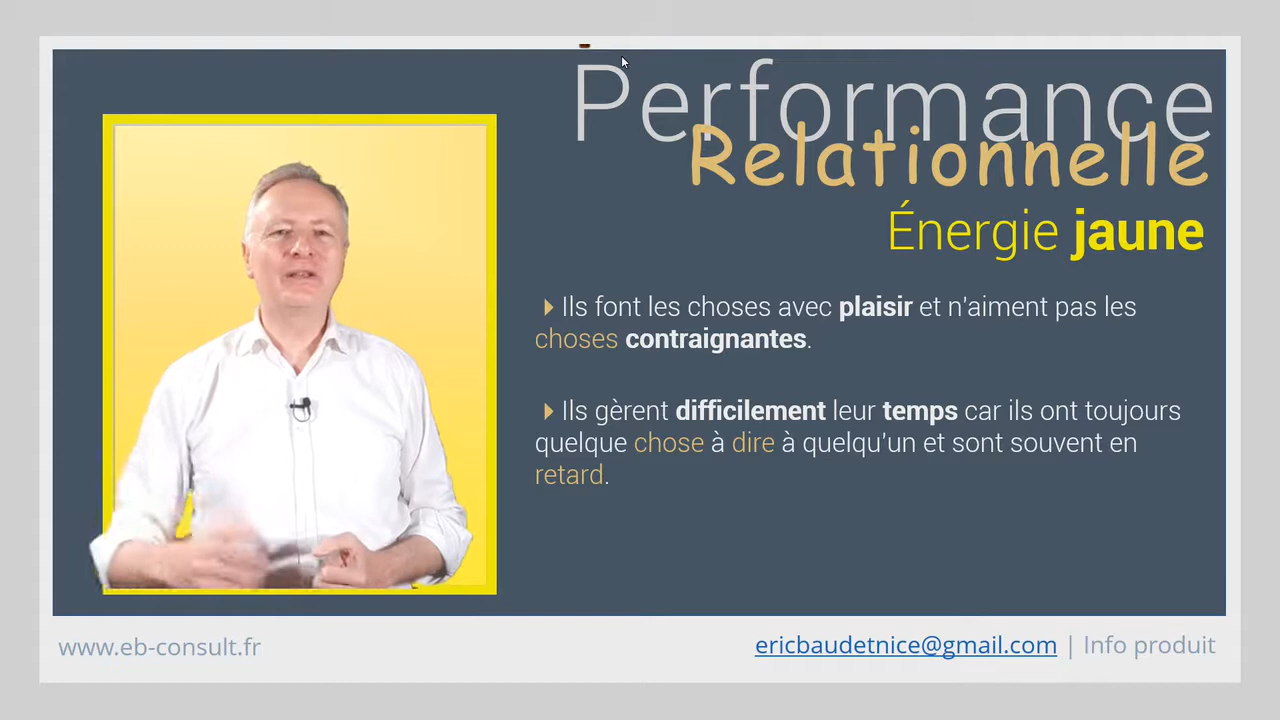 Performance
Relationnelle
Énergie jaune
Ils font les choses avec plaisir et n'aiment pas les
choses contraignantes.
Ils gèrent difficilement leur temps car ils ont toujours
quelque chose à dire à quelqu'un et sont souvent en
retard.
www.eb-consult.fr
ericbaudetnice@gmail.com | Info produit